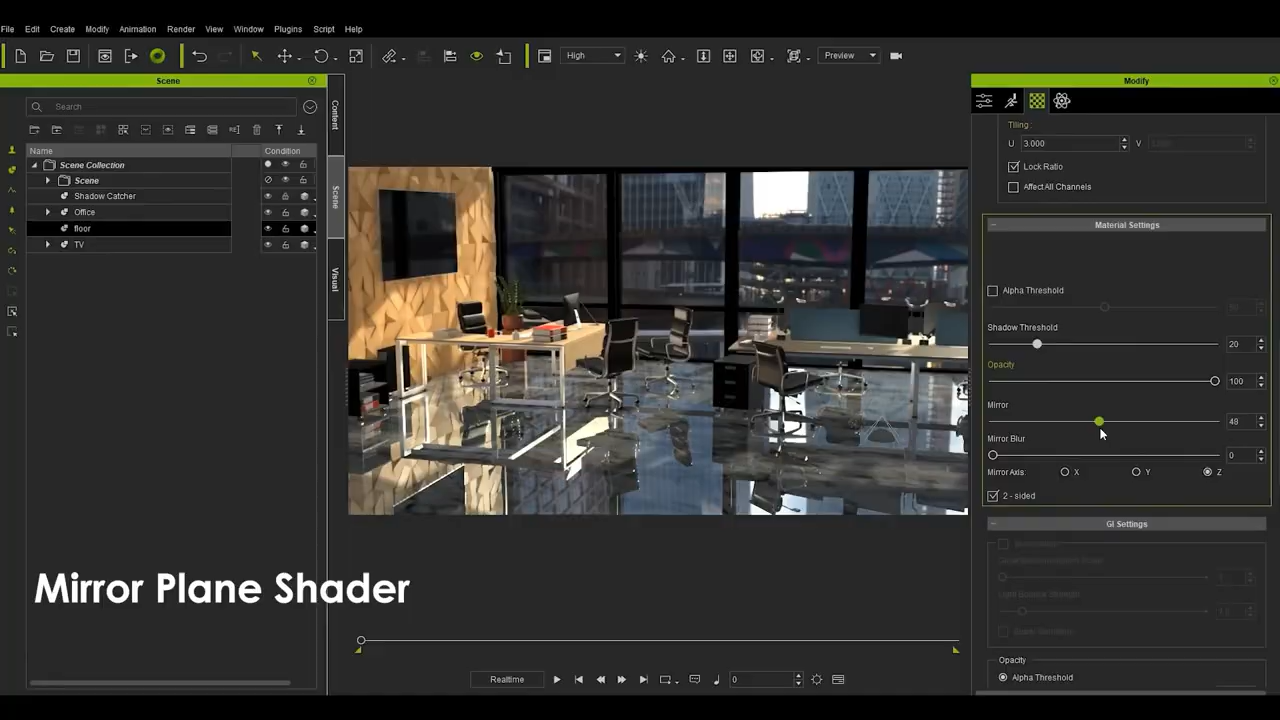 File Edit Create Modify Animation Render View Window Plugins Script Help
High
Preview
Scene
Search
Name
Condition
Scene Collection
Scene
Shadow Catcher
Office
floor
TV
Content
Scene
Visual
Mirror Plane Shader
Realtime
0
Modify
Tiling :
U 3.000 V
Lock Ratio
Affect All Channels
Material Settings
Alpha Threshold
Shadow Threshold
20
Opacity
100
Mirror
48
Mirror Blur
0
Mirror Axis: X Y Z
2 - sided
GI Settings
Opacity
Alpha Threshold